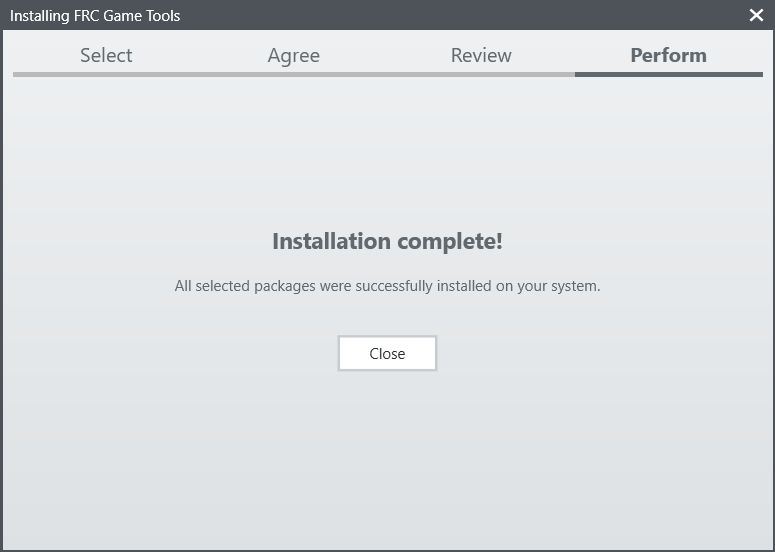 Installing FRC Game Tools
Select Agree Review Perform
Installation complete!
All selected packages were successfully installed on your system.
Close